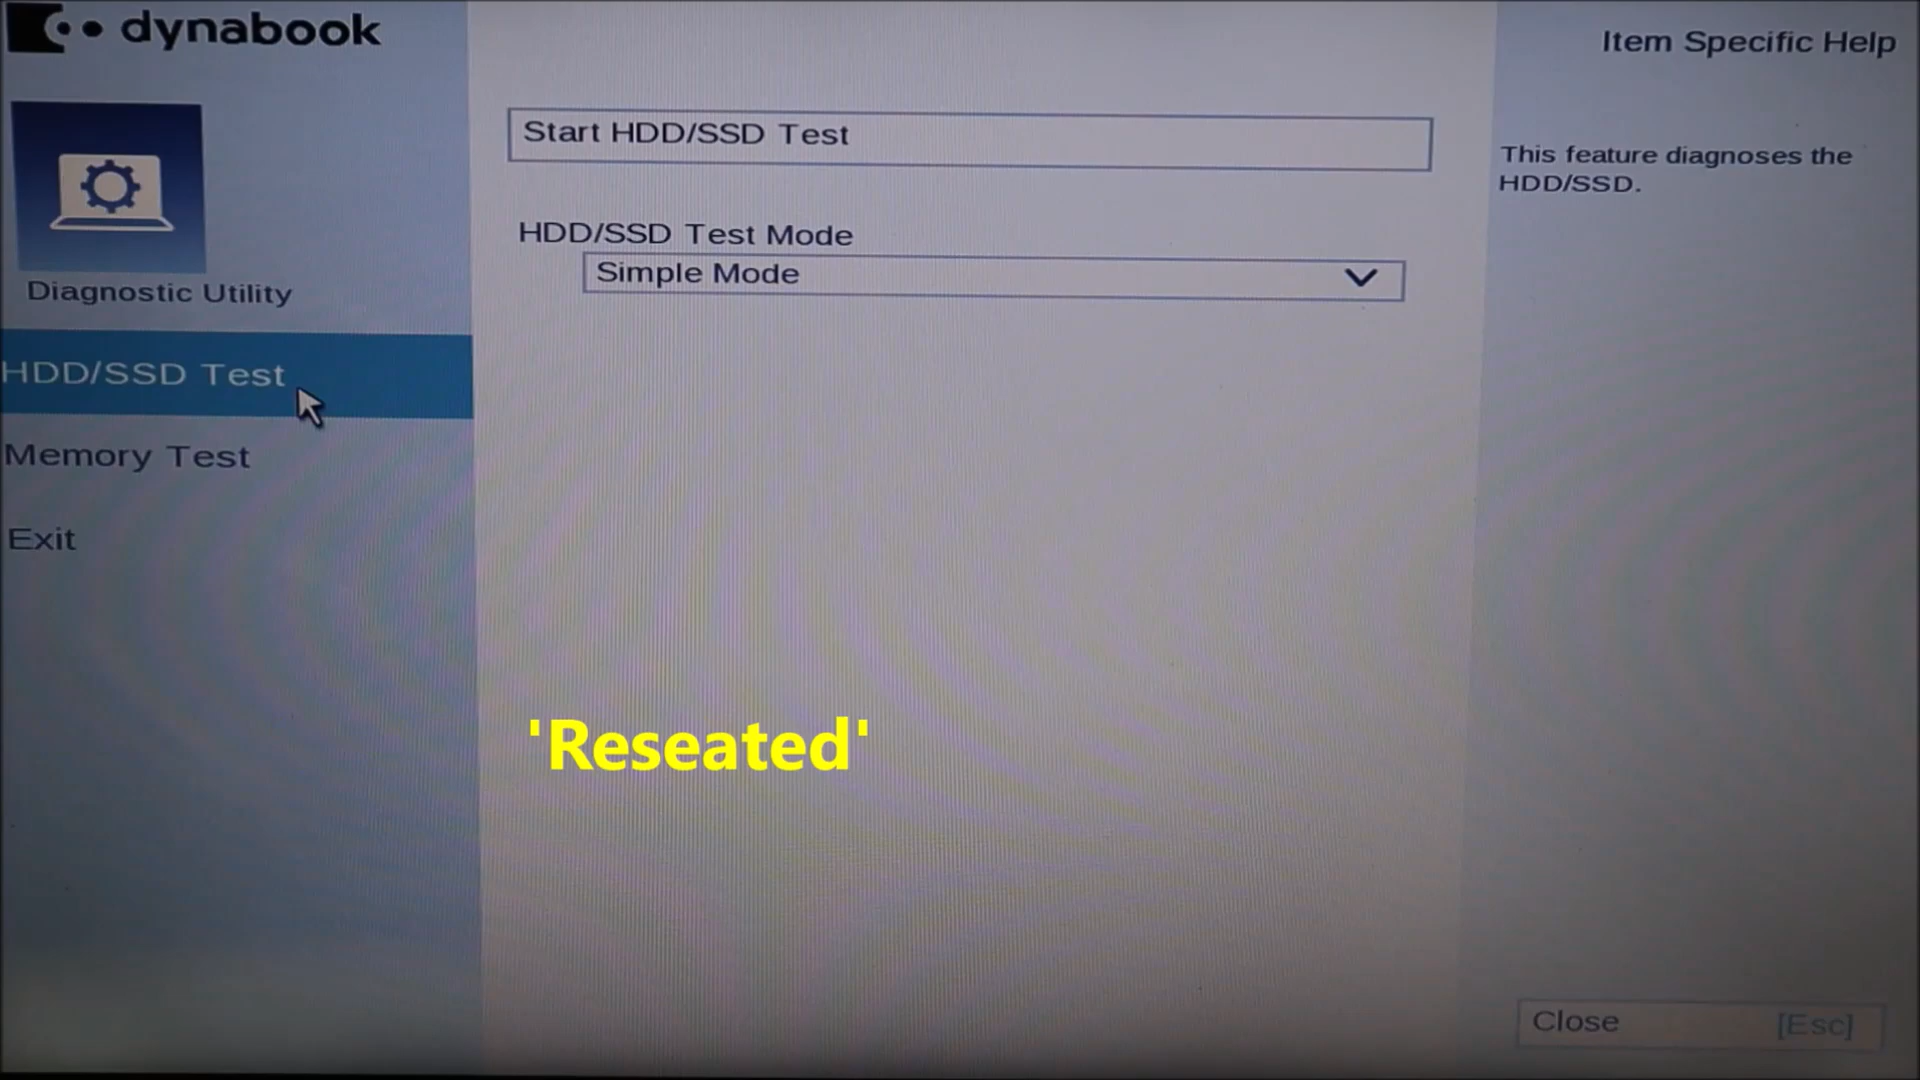 dynabook
Diagnostic Utility
HDD/SSD Test
Memory Test
Exit
Start HDD/SSD Test
HDD/SSD Test Mode
Simple Mode
'Reseated'
Item Specific Help
This feature diagnoses the
HDD/SSD.
Close [Esc]